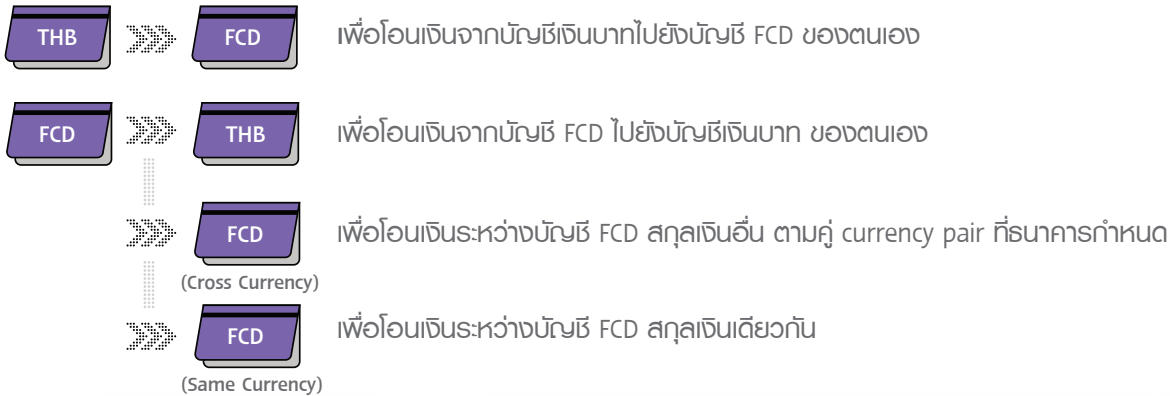 THB FCD เพื่อโอนเงินจากบัญชีเงินบาทไปยังบัญชี FCD ของตนเอง
FCD THB เพื่อโอนเงินจากบัญชี FCD ไปยังบัญชีเงินบาท ของตนเอง
FCD เพื่อโอนเงินระหว่างบัญชี FCD สกุลเงินอื่น ตามคู่ currency pair ที่ธนาคารกำหนด
(Cross Currency)
FCD เพื่อโอนเงินระหว่างบัญชี FCD สกุลเงินเดียวกัน
(Same Currency)